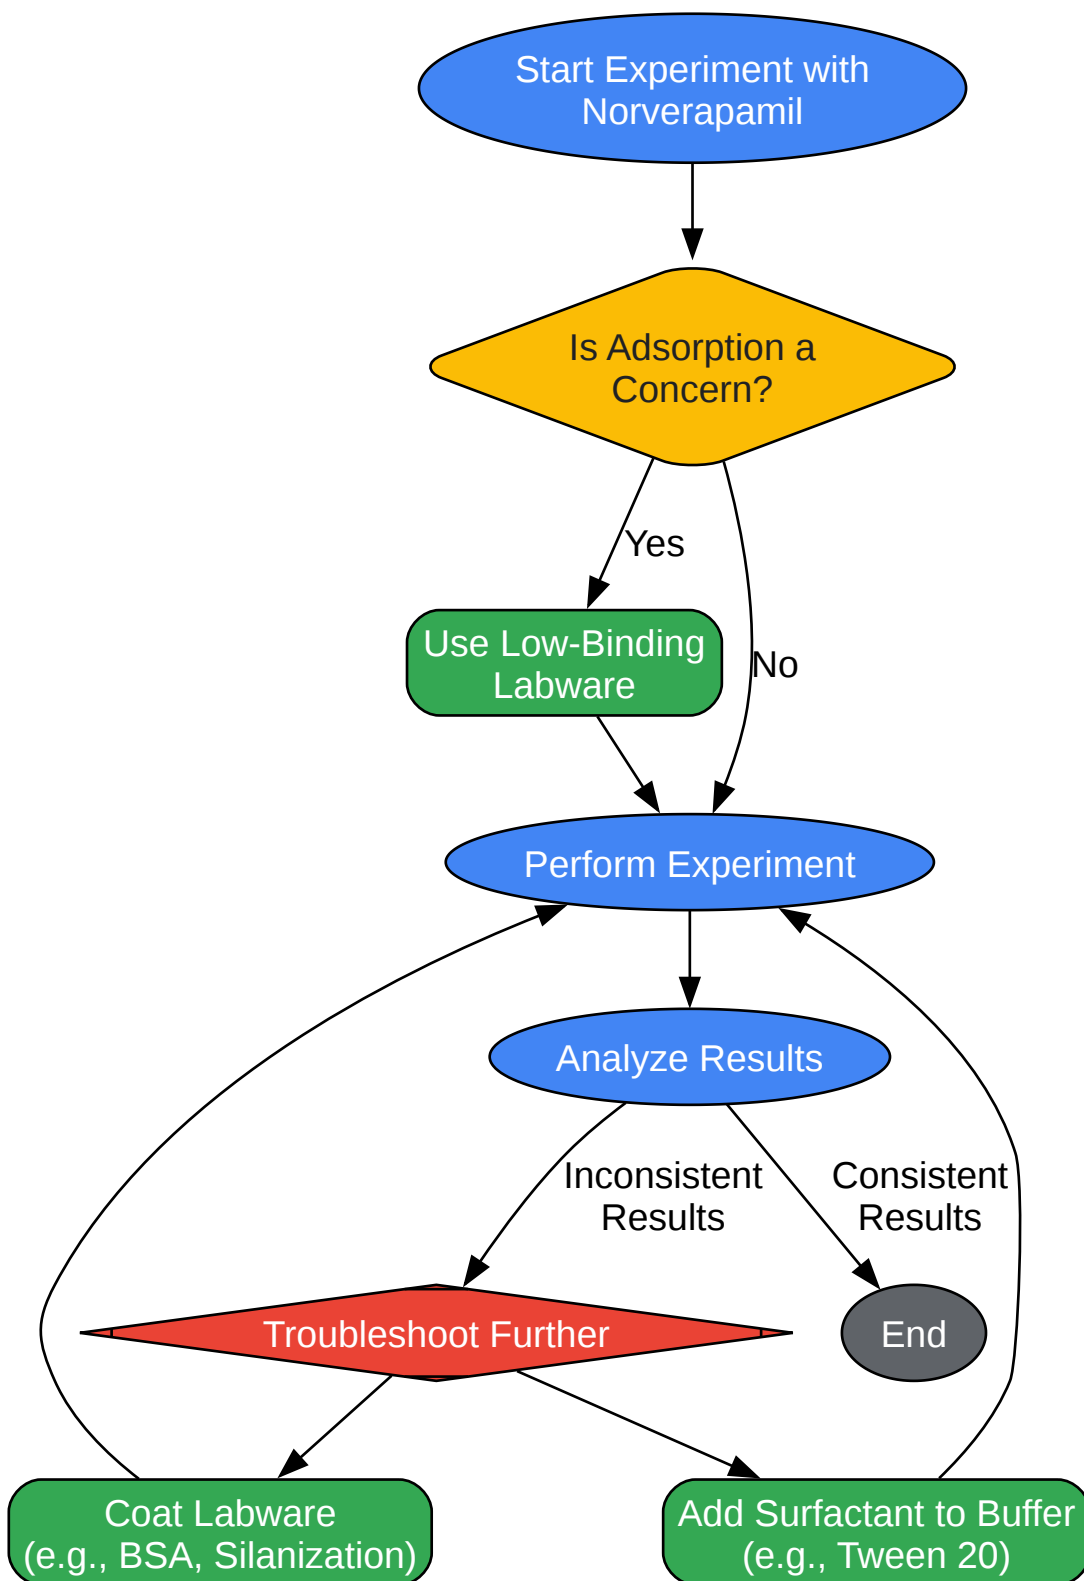 Start Experiment with
Norverapamil
Is Adsorption a
Concern?
Yes
Use Low-Binding
Labware
No
Perform Experiment
Analyze Results
Inconsistent
Results
Consistent
Results
Troubleshoot Further
End
Coat Labware
(e.g., BSA, Silanization)
Add Surfactant to Buffer
(e.g., Tween 20)